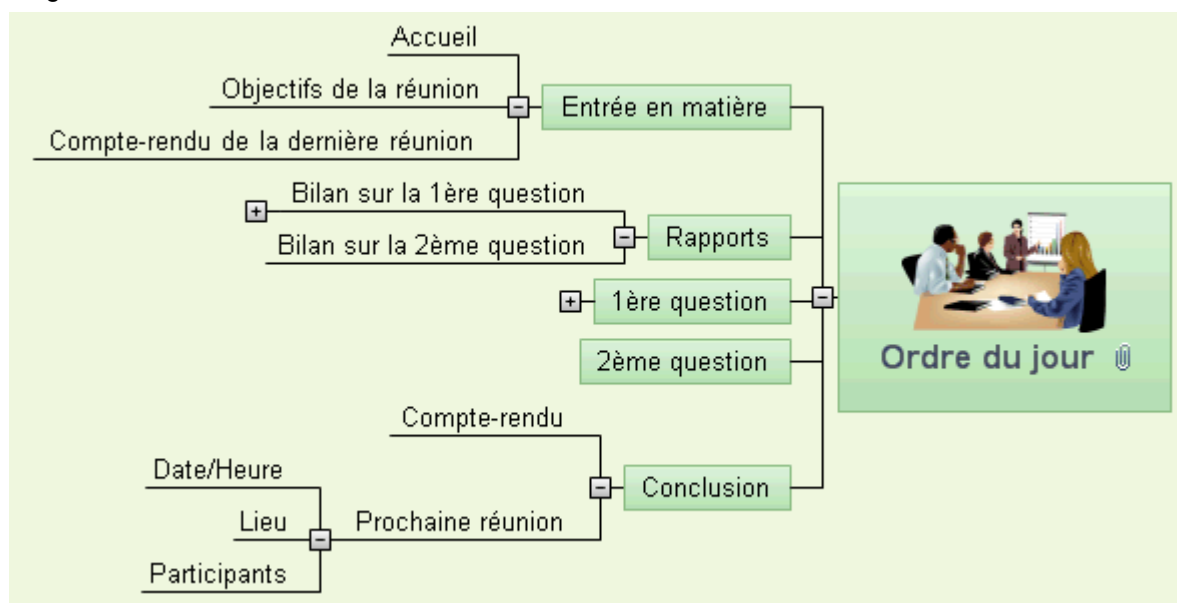 Accueil
Objectifs de la réunion
Compte-rendu de la dernière réunion
Entrée en matière
Bilan sur la 1ère question
Bilan sur la 2ème question
Rapports
1ère question
2ème question
Ordre du jour
Compte-rendu
Date/Heure
Lieu
Participants
Prochaine réunion
Conclusion